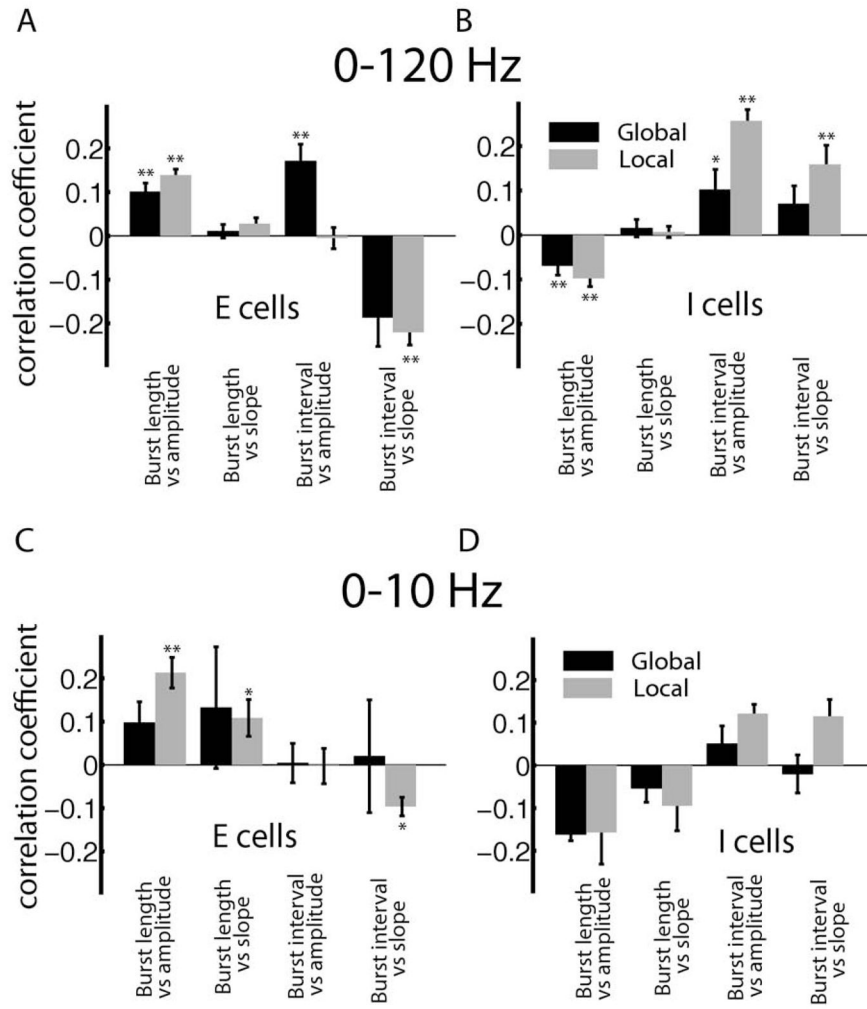 A
B
0-120 Hz
correlation coefficient
0.2
0.1
0
−0.1
−0.2
**
**
**
**
E cells
Burst length
vs amplitude
Burst length
vs slope
Burst interval
vs amplitude
Burst interval
vs slope
0.2
0.1
0
−0.1
−0.2
Global
Local
**
**
*
**
**
I cells
Burst length
vs amplitude
Burst length
vs slope
Burst interval
vs amplitude
Burst interval
vs slope
C
D
0-10 Hz
correlation coefficient
0.2
0.1
0
−0.1
−0.2
**
*
*
E cells
Burst length
vs amplitude
Burst length
vs slope
Burst interval
vs amplitude
Burst interval
vs slope
0.2
0.1
0
−0.1
−0.2
Global
Local
I cells
Burst length
vs amplitude
Burst length
vs slope
Burst interval
vs amplitude
Burst interval
vs slope